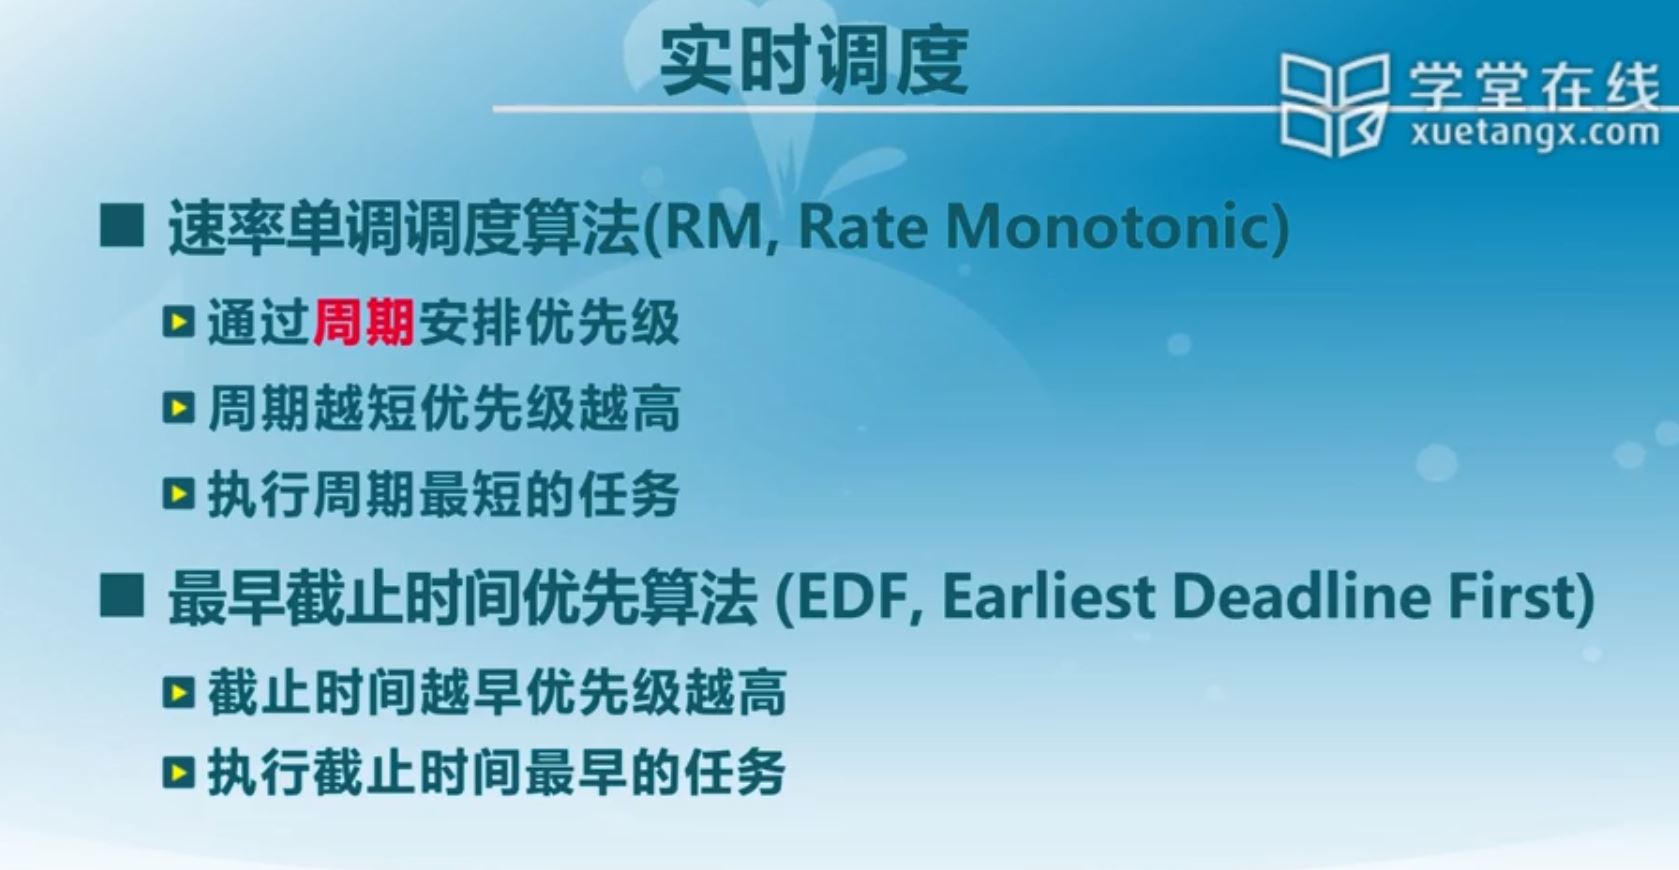 实时调度
学堂在线
xuetangx.com
速率单调调度算法(RM, Rate Monotonic)
通过周期安排优先级
周期越短优先级越高
执行周期最短的任务
最早截止时间优先算法 (EDF, Earliest Deadline First)
截止时间越早优先级越高
执行截止时间最早的任务